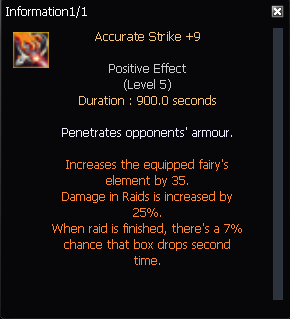 Information1/1
Accurate Strike +9
Positive Effect
(Level 5)
Duration : 900.0 seconds
Penetrates opponents' armour.
Increases the equipped fairy's
element by 35.
Damage in Raids is increased by
25%.
When raid is finished, there's a 7%
chance that box drops second
time.